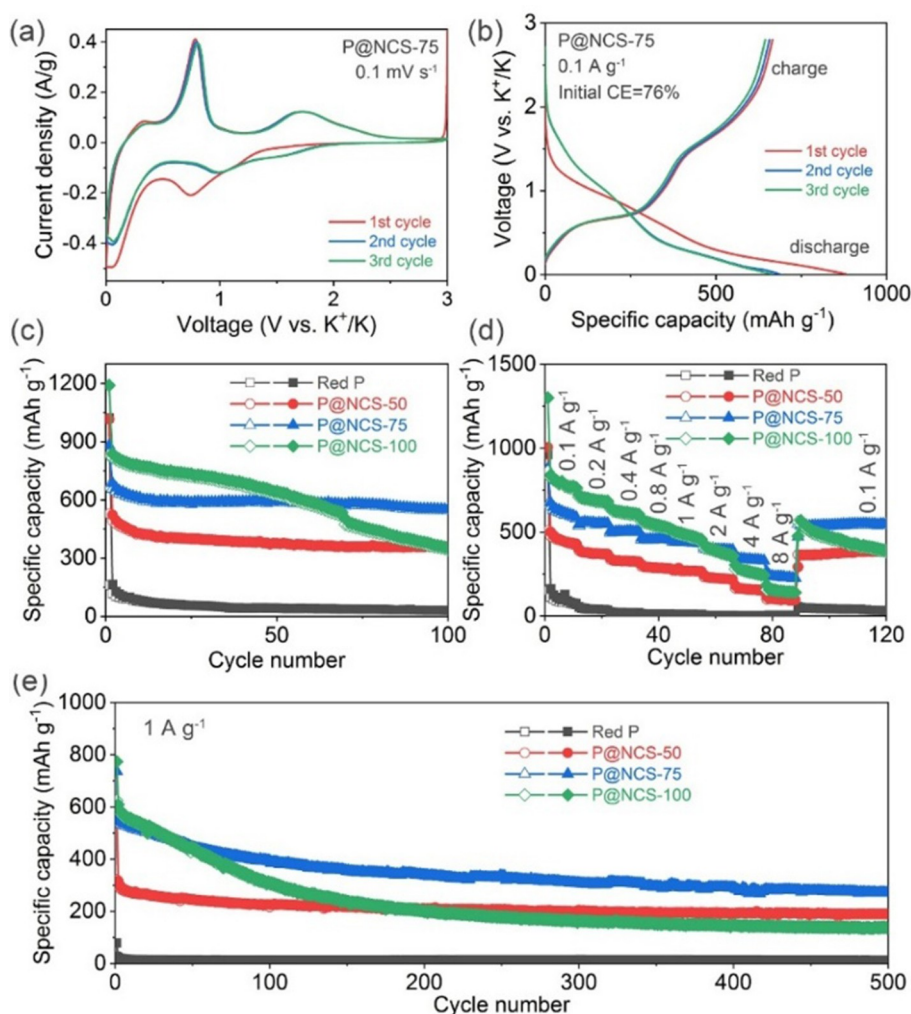 (a)
P@NCS-75
0.1 mV s⁻¹
0.4
0.2
0.0
-0.2
-0.4
Current density (A/g)
1st cycle
2nd cycle
3rd cycle
0
1
2
3
Voltage (V vs. K⁺/K)
(b)
P@NCS-75
0.1 A g⁻¹
Initial CE=76%
charge
1st cycle
2nd cycle
3rd cycle
discharge
3
2
1
0
Voltage (V vs. K⁺/K)
0
500
1000
Specific capacity (mAh g⁻¹)
(c)
1200
900
600
300
0
Specific capacity (mAh g⁻¹)
Red P
P@NCS-50
P@NCS-75
P@NCS-100
0
50
100
Cycle number
(d)
1500
1000
500
0
Specific capacity (mAh g⁻¹)
Red P
P@NCS-50
P@NCS-75
P@NCS-100
0.1 A g⁻¹
0.2 A g⁻¹
0.4 A g⁻¹
0.8 A g⁻¹
1 A g⁻¹
2 A g⁻¹
4 A g⁻¹
8 A g⁻¹
0.1 A g⁻¹
0
40
80
120
Cycle number
(e)
1 A g⁻¹
1000
800
600
400
200
0
Specific capacity (mAh g⁻¹)
Red P
P@NCS-50
P@NCS-75
P@NCS-100
0
100
200
300
400
500
Cycle number